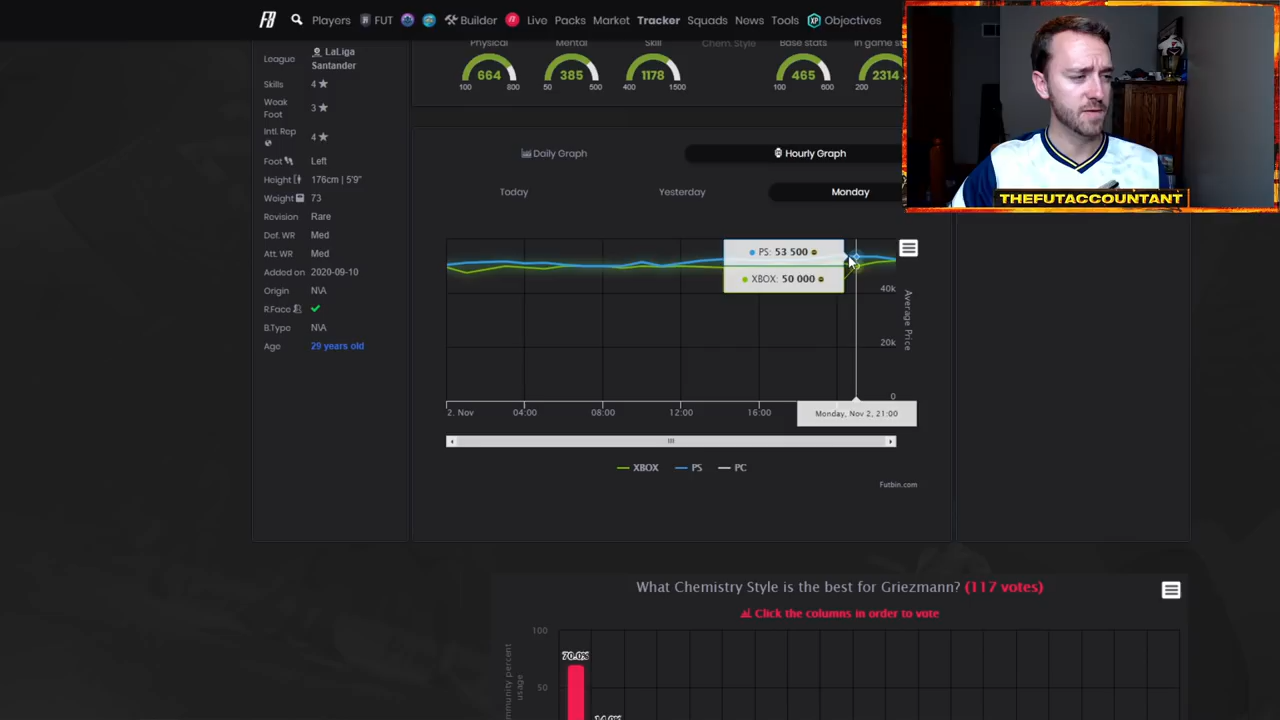 Players FUT Builder Live Packs Market Tracker Squads News Tools XP Objectives
League LaLiga Santander
Skills 4★
Weak Foot 3★
Intl. Rep 4★
Foot Left
Height 176cm | 5'9"
Weight 73
Revision Rare
Def. WR Med
Att. WR Med
Added on 2020-09-10
Origin N\A
R.Face
B.Type N\A
Age 29 years old
Physical Mental Skill Chem. Style Base stats In game st
664 385 1178 465 2314
100 800 50 500 400 1500 100 600 200
Daily Graph Hourly Graph
Today Yesterday Monday
PS: 53 500
XBOX: 50 000
40k
20k
0
Average Price
2. Nov 04:00 08:00 12:00 16:00
Monday, Nov 2, 21:00
XBOX PS PC
Futbin.com
THEFUTACCOUNTANT
What Chemistry Style is the best for Griezmann? (117 votes)
Click the columns in order to vote
100
50
70.0%
mmunity percent
usage